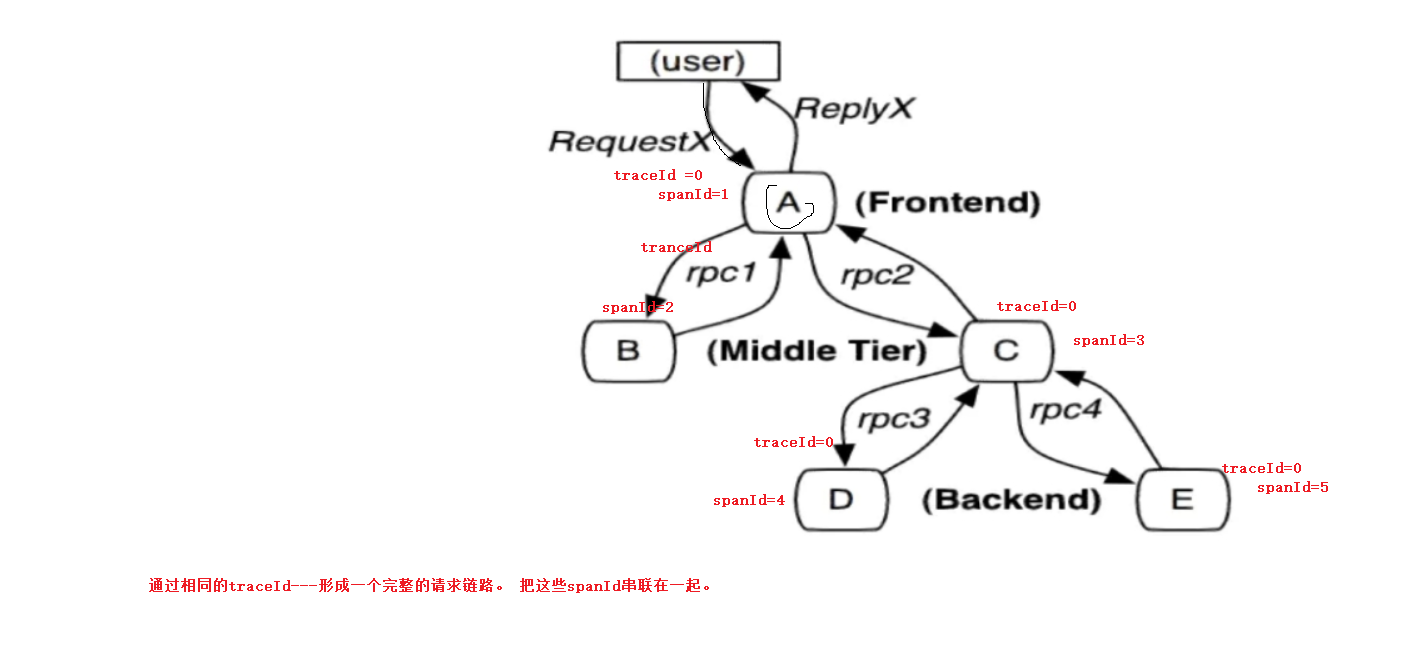 (user)
ReplyX
RequestX
traceId =0
spanId=1
A
(Frontend)
tranceId
rpc1
rpc2
spanId=2
traceId=0
B
(Middle Tier)
C
spanId=3
rpc3
rpc4
traceId=0
traceId=0
spanId=5
spanId=4
D
(Backend)
E
通过相同的traceId---形成一个完整的请求链路。 把这些spanId串联在一起。